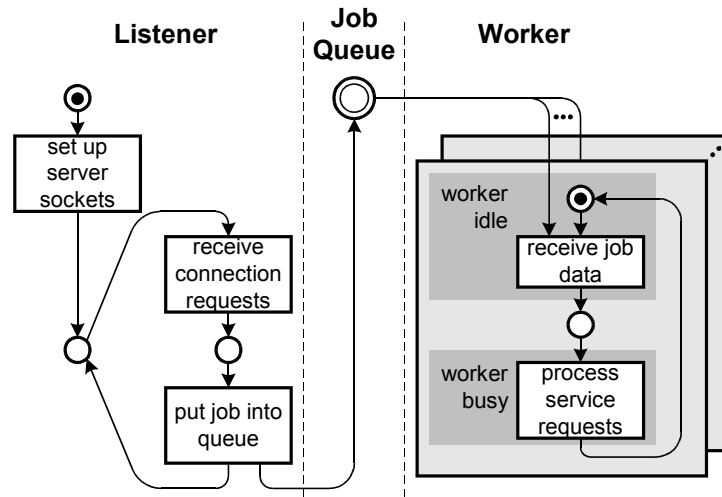 Listener
Job
Queue
Worker
set up
server
sockets
receive
connection
requests
put job into
queue
...
worker
idle
receive job
data
worker
busy
process
service
requests